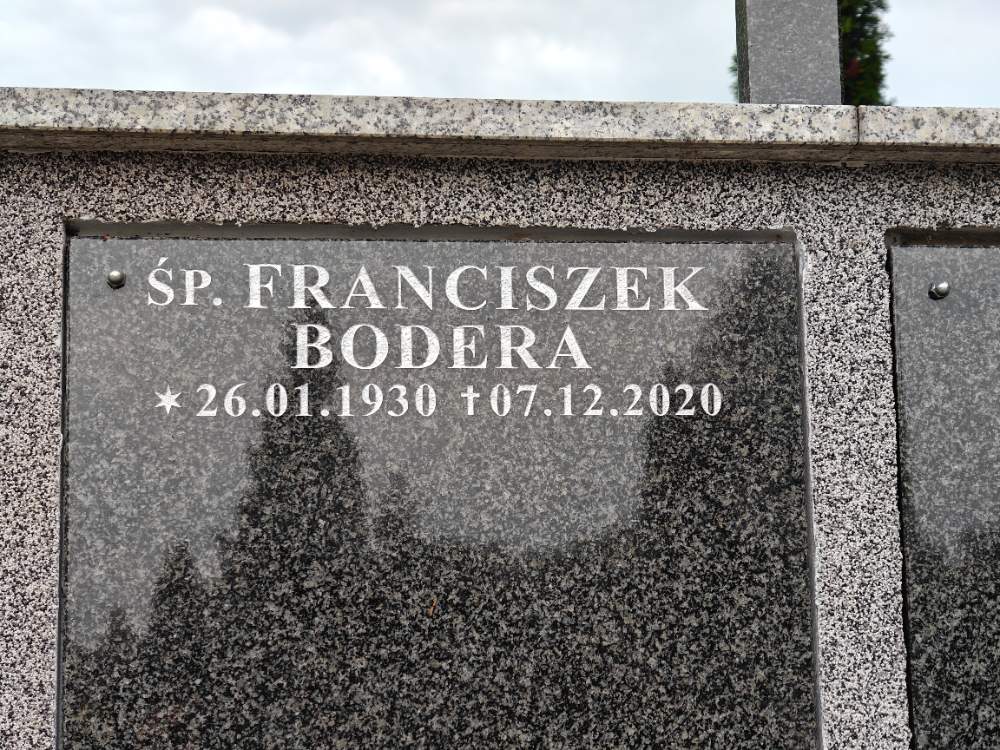 ŚP. FRANCISZEK
BODERA
✶ 26.01.1930 ✝ 07.12.2020